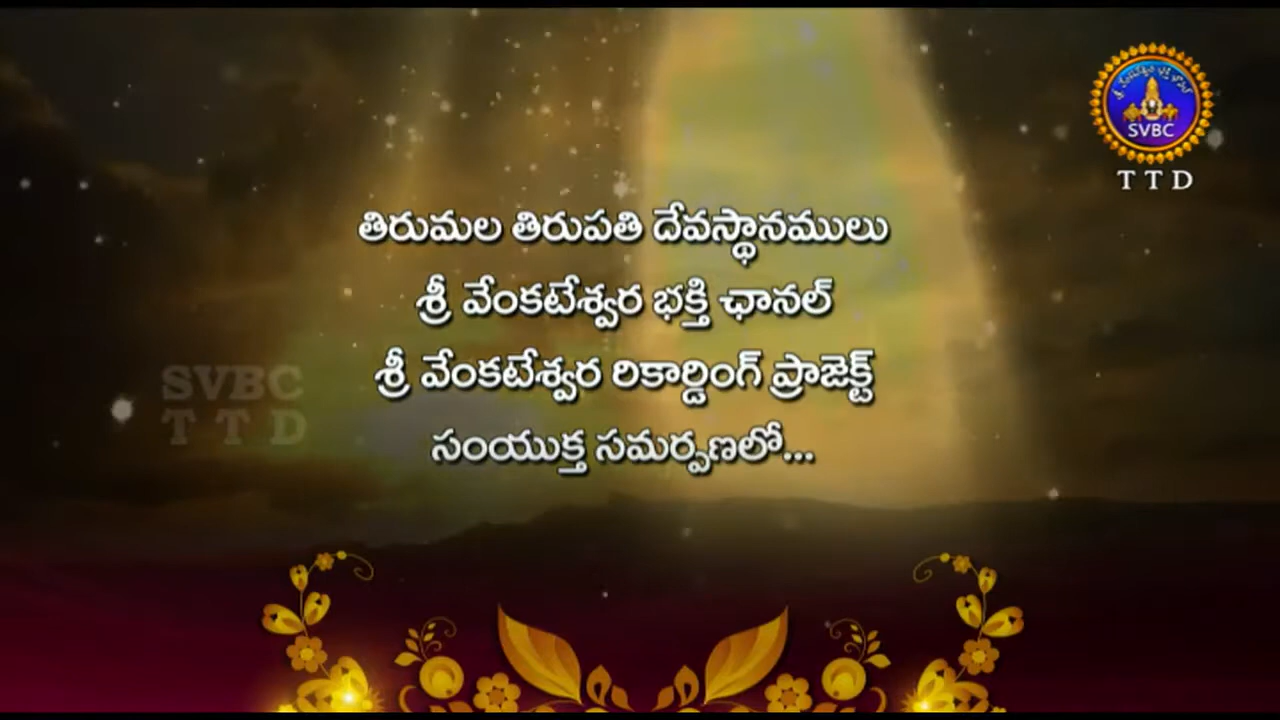 తిరుమల తిరుపతి దేవస్థానములు
శ్రీ వేంకటేశ్వర భక్తి ఛానల్
శ్రీ వేంకటేశ్వర రికార్డింగ్ ప్రాజెక్ట్
సంయుక్త సమర్పణలో...
SVBC
TTD
SVBC
TTD